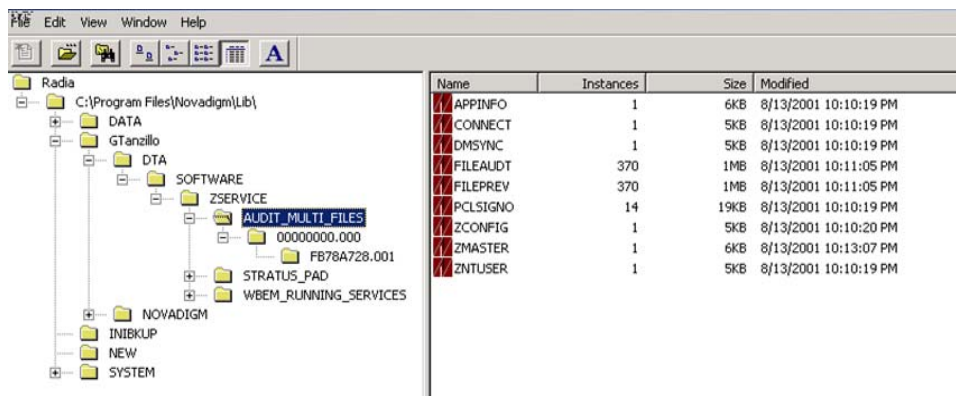 File Edit View Window Help
A
Radia
C:\Program Files\Novadigm\Lib\
DATA
GTanzillo
DTA
SOFTWARE
ZSERVICE
AUDIT_MULTI_FILES
00000000.000
FB78A728.001
STRATUS_PAD
WBEM_RUNNING_SERVICES
NOVADIGM
INIBKUP
NEW
SYSTEM
Name Instances Size Modified
APPINFO 1 6KB 8/13/2001 10:10:19 PM
CONNECT 1 5KB 8/13/2001 10:10:19 PM
DMSYNC 1 5KB 8/13/2001 10:10:19 PM
FILEAUDT 370 1MB 8/13/2001 10:11:05 PM
FILEPREV 370 1MB 8/13/2001 10:11:05 PM
PCLSIGNO 14 19KB 8/13/2001 10:10:19 PM
ZCONFIG 1 5KB 8/13/2001 10:10:20 PM
ZMASTER 1 6KB 8/13/2001 10:13:07 PM
ZNTUSER 1 5KB 8/13/2001 10:10:19 PM